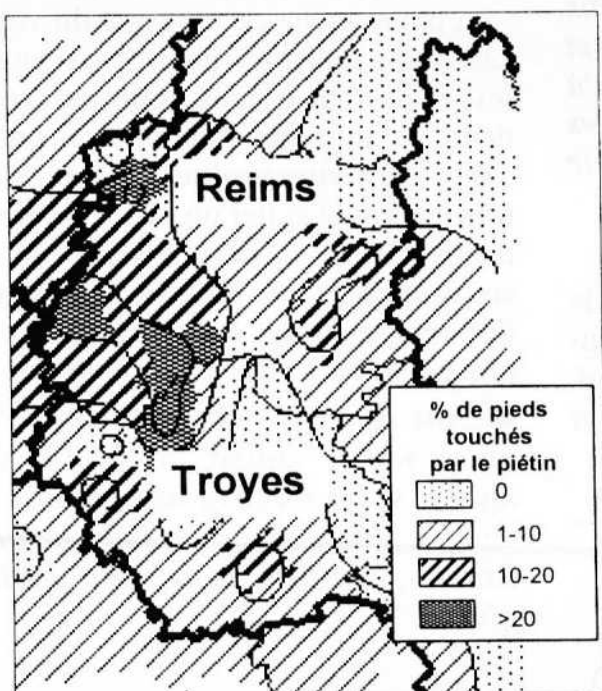 Reims
Troyes
% de pieds
touchés
par le piétin
0
1-10
10-20
>20